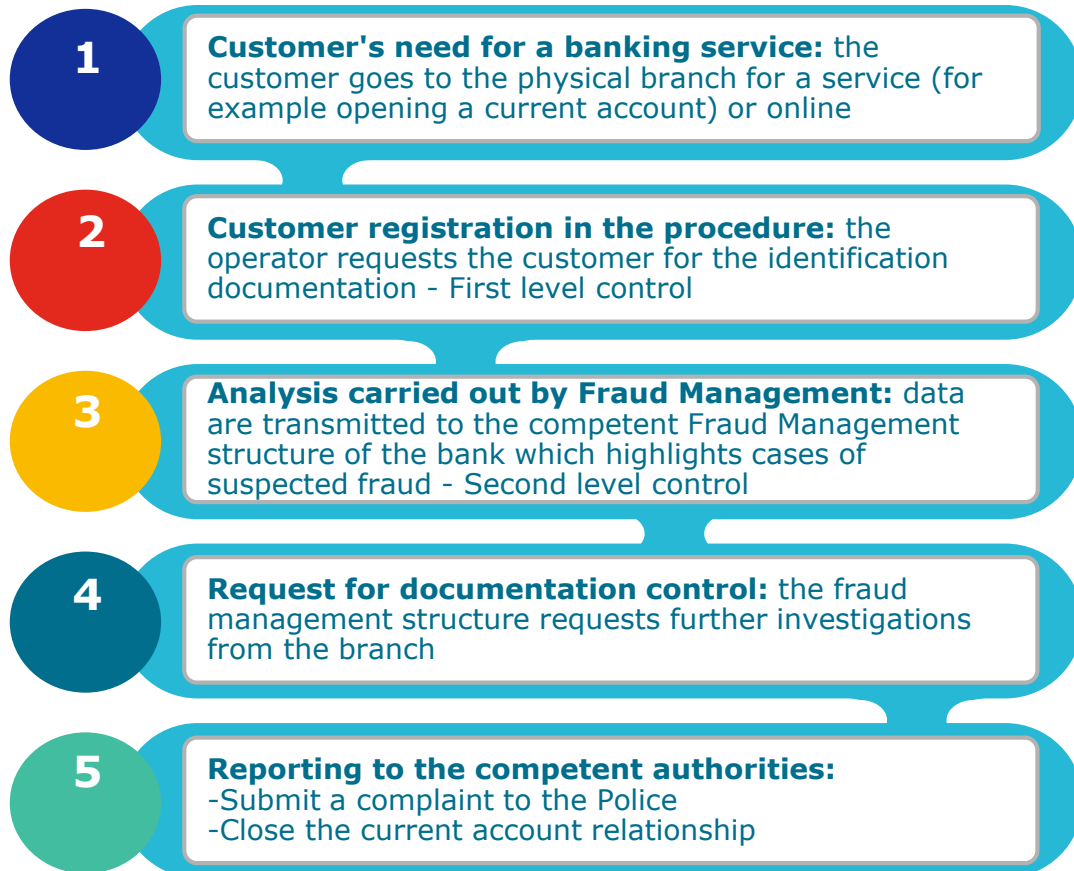 1
Customer's need for a banking service: the
customer goes to the physical branch for a service (for
example opening a current account) or online
2
Customer registration in the procedure: the
operator requests the customer for the identification
documentation - First level control
3
Analysis carried out by Fraud Management: data
are transmitted to the competent Fraud Management
structure of the bank which highlights cases of
suspected fraud - Second level control
4
Request for documentation control: the fraud
management structure requests further investigations
from the branch
5
Reporting to the competent authorities:
-Submit a complaint to the Police
-Close the current account relationship